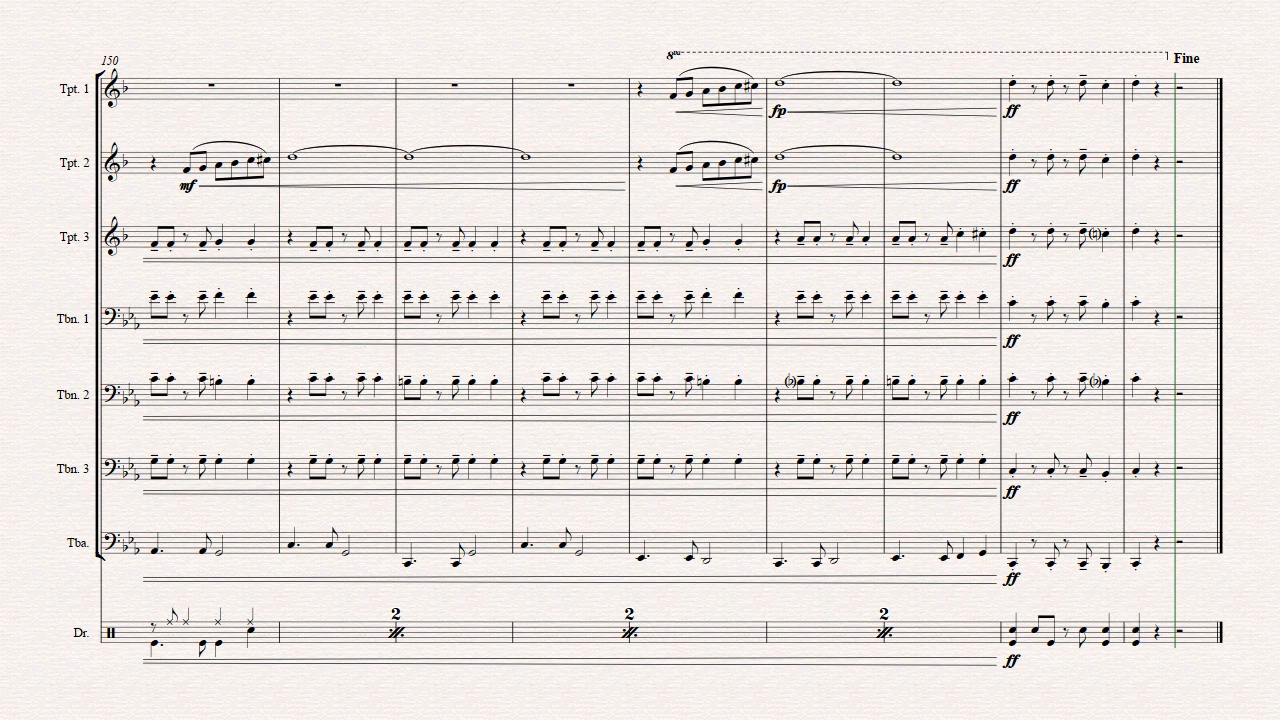 150
8va
Fine
Tpt. 1
fp
ff
Tpt. 2
mf
fp
ff
Tpt. 3
ff
Tbn. 1
ff
Tbn. 2
ff
Tbn. 3
ff
Tba.
ff
2 2 2
Dr.
ff